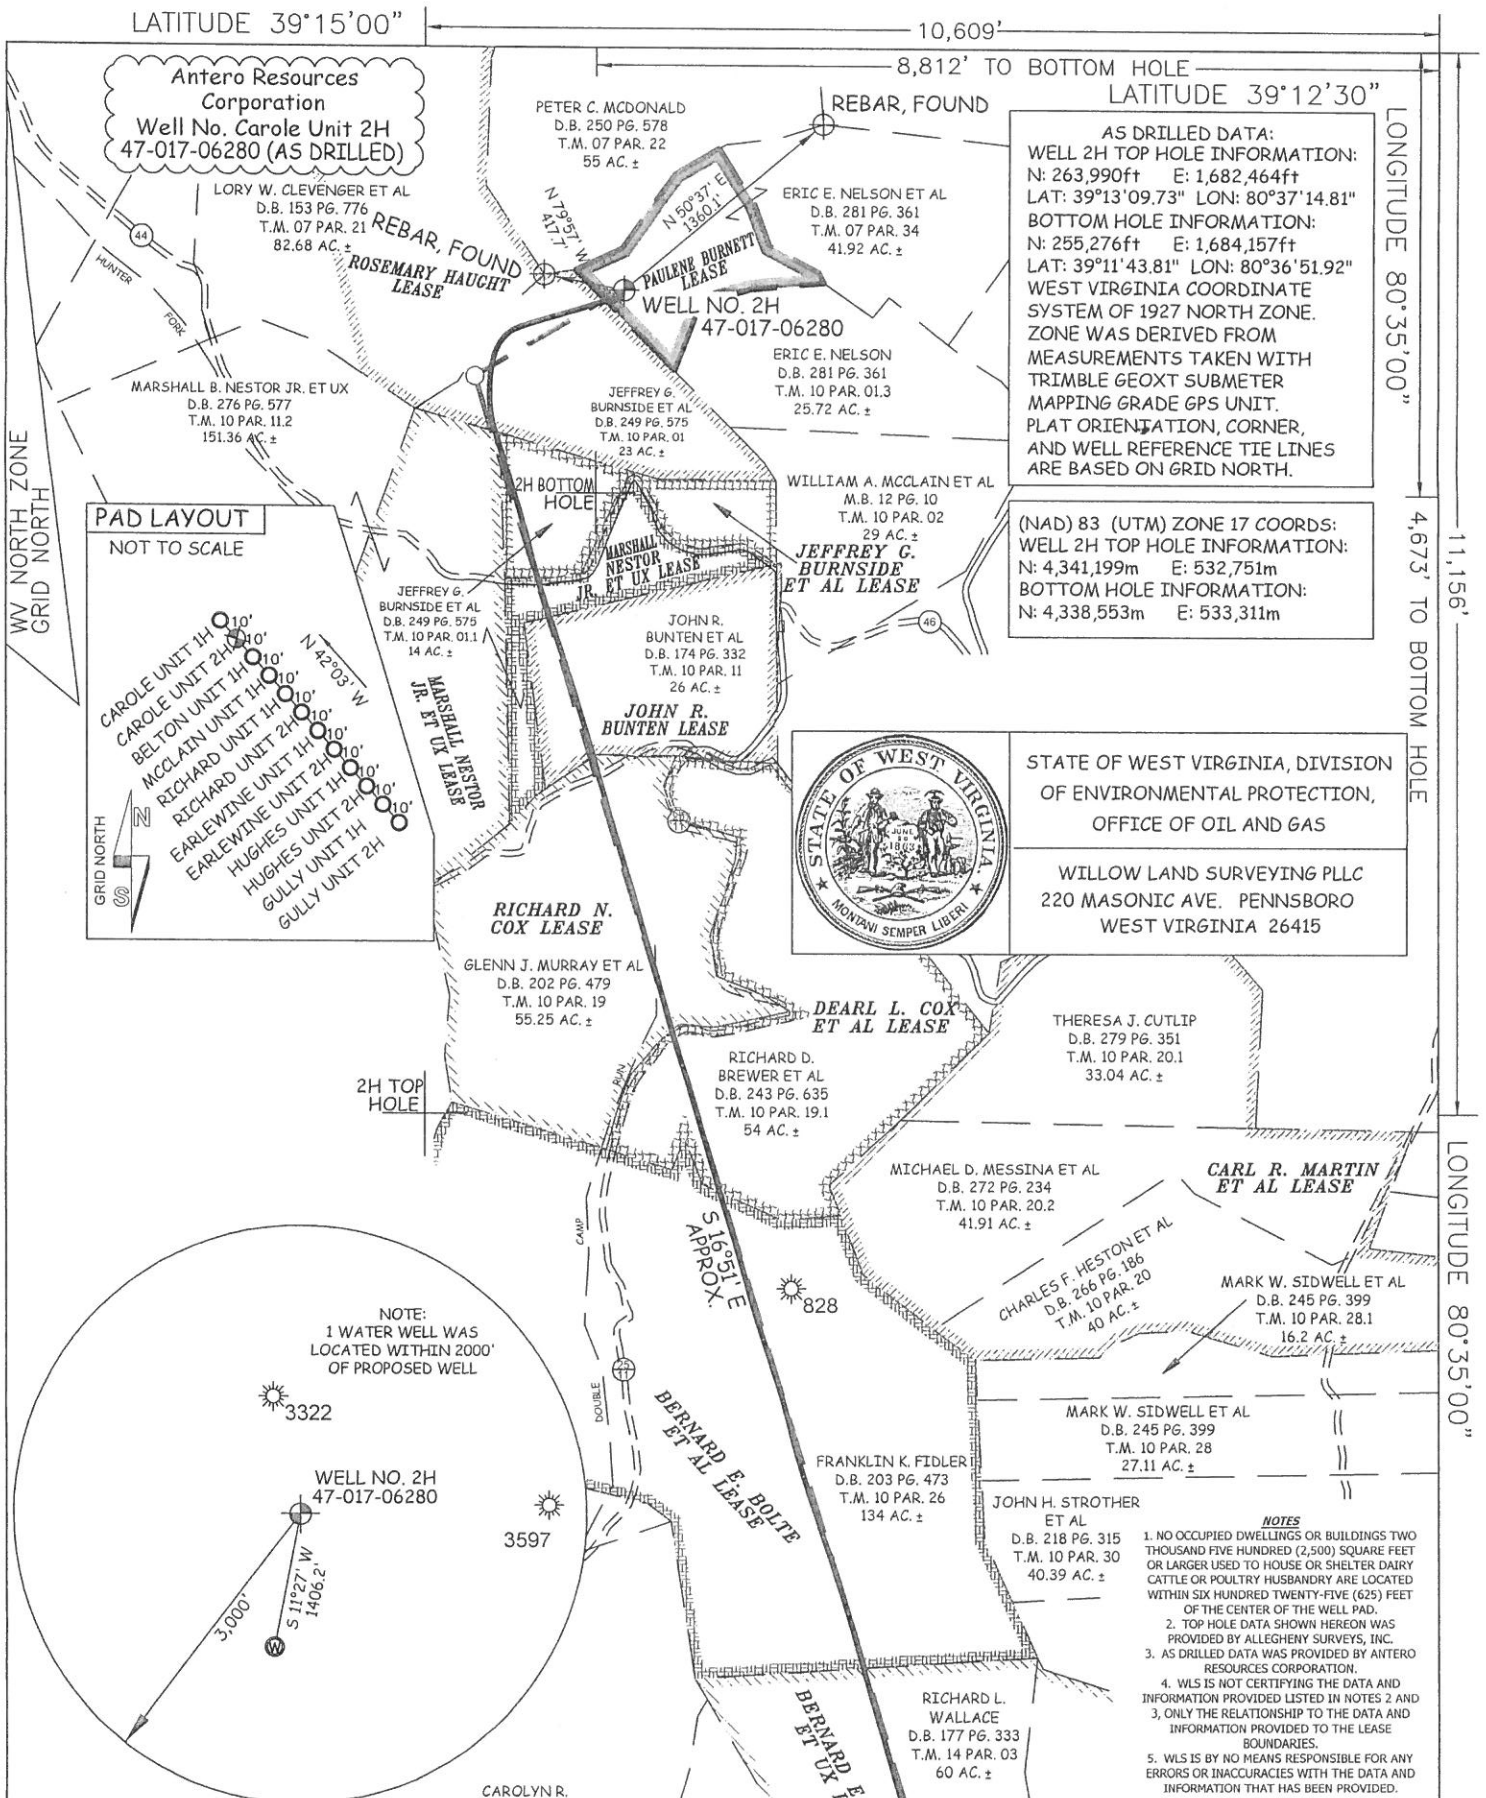 LATITUDE 39°15'00"
10,609'
8,812' TO BOTTOM HOLE
LATITUDE 39°12'30"
Antero Resources
Corporation
Well No. Carole Unit 2H
47-017-06280 (AS DRILLED)
PETER C. MCDONALD
D.B. 250 PG. 578
T.M. 07 PAR. 22
55 AC. ±
REBAR, FOUND
LORY W. CLEVENGER ET AL
D.B. 153 PG. 776
T.M. 07 PAR. 21
82.68 AC. ±
REBAR, FOUND
ROSEMARY HAUGHT
LEASE
N 79°57' W
417.7'
N 50°37' E
1360.1'
ERIC E. NELSON ET AL
D.B. 281 PG. 361
T.M. 07 PAR. 34
41.92 AC. ±
PAULENE BURNETT
LEASE
WELL NO. 2H
47-017-06280
44
HUNTER
FORK
AS DRILLED DATA:
WELL 2H TOP HOLE INFORMATION:
N: 263,990ft E: 1,682,464ft
LAT: 39°13'09.73" LON: 80°37'14.81"
BOTTOM HOLE INFORMATION:
N: 255,276ft E: 1,684,157ft
LAT: 39°11'43.81" LON: 80°36'51.92"
WEST VIRGINIA COORDINATE
SYSTEM OF 1927 NORTH ZONE.
ZONE WAS DERIVED FROM
MEASUREMENTS TAKEN WITH
TRIMBLE GEOXT SUBMETER
MAPPING GRADE GPS UNIT.
PLAT ORIENTATION, CORNER,
AND WELL REFERENCE TIE LINES
ARE BASED ON GRID NORTH.
LONGITUDE 80°35'00"
MARSHALL B. NESTOR JR. ET UX
D.B. 276 PG. 577
T.M. 10 PAR. 11.2
151.36 AC. ±
JEFFREY G.
BURNSIDE ET AL
D.B. 249 PG. 575
T.M. 10 PAR. 01
23 AC. ±
ERIC E. NELSON
D.B. 281 PG. 361
T.M. 10 PAR. 01.3
25.72 AC. ±
WV NORTH ZONE
GRID NORTH
2H BOTTOM
HOLE
WILLIAM A. MCCLAIN ET AL
M.B. 12 PG. 10
T.M. 10 PAR. 02
29 AC. ±
JEFFREY G.
BURNSIDE
ET AL LEASE
MARSHALL
NESTOR
JR. ET UX LEASE
(NAD) 83 (UTM) ZONE 17 COORDS:
WELL 2H TOP HOLE INFORMATION:
N: 4,341,199m E: 532,751m
BOTTOM HOLE INFORMATION:
N: 4,338,553m E: 533,311m
4,673' TO BOTTOM HOLE
11,156'
PAD LAYOUT
NOT TO SCALE
10'
10'
10'
10'
10'
10'
10'
10'
10'
10'
10'
N 42°03' W
CAROLE UNIT 1H
CAROLE UNIT 2H
BELTON UNIT 1H
MCCLAIN UNIT 1H
RICHARD UNIT 1H
RICHARD UNIT 2H
EARLEWINE UNIT 1H
EARLEWINE UNIT 2H
HUGHES UNIT 1H
HUGHES UNIT 2H
GULLY UNIT 1H
GULLY UNIT 2H
GRID NORTH
N
S
JEFFREY G.
BURNSIDE ET AL
D.B. 249 PG. 575
T.M. 10 PAR. 01.1
14 AC. ±
JOHN R.
BUNTEN ET AL
D.B. 174 PG. 332
T.M. 10 PAR. 11
26 AC. ±
46
JOHN R.
BUNTEN LEASE
MARSHALL NESTOR
JR. ET UX LEASE
STATE OF WEST VIRGINIA
JUNE
20
1863
MONTANI SEMPER LIBERI
STATE OF WEST VIRGINIA, DIVISION
OF ENVIRONMENTAL PROTECTION,
OFFICE OF OIL AND GAS
WILLOW LAND SURVEYING PLLC
220 MASONIC AVE. PENNSBORO
WEST VIRGINIA 26415
RICHARD N.
COX LEASE
GLENN J. MURRAY ET AL
D.B. 202 PG. 479
T.M. 10 PAR. 19
55.25 AC. ±
DEARL L. COX
ET AL LEASE
RICHARD D.
BREWER ET AL
D.B. 243 PG. 635
T.M. 10 PAR. 19.1
54 AC. ±
THERESA J. CUTLIP
D.B. 279 PG. 351
T.M. 10 PAR. 20.1
33.04 AC. ±
2H TOP
HOLE
RUN
MICHAEL D. MESSINA ET AL
D.B. 272 PG. 234
T.M. 10 PAR. 20.2
41.91 AC. ±
CARL R. MARTIN
ET AL LEASE
LONGITUDE 80°35'00"
S 16°51' E
APPROX.
CAMP
828
CHARLES F. HESTON ET AL
D.B. 266 PG. 186
T.M. 10 PAR. 20
40 AC. ±
MARK W. SIDWELL ET AL
D.B. 245 PG. 399
T.M. 10 PAR. 28.1
16.2 AC. ±
NOTE:
1 WATER WELL WAS
LOCATED WITHIN 2000'
OF PROPOSED WELL
3322
25
11
DOUBLE
WELL NO. 2H
47-017-06280
3597
S 11°27' W
1406.2'
W
3,000'
BERNARD E. BOLTE
ET AL LEASE
FRANKLIN K. FIDLER
D.B. 203 PG. 473
T.M. 10 PAR. 26
134 AC. ±
MARK W. SIDWELL ET AL
D.B. 245 PG. 399
T.M. 10 PAR. 28
27.11 AC. ±
JOHN H. STROTHER
ET AL
D.B. 218 PG. 315
T.M. 10 PAR. 30
40.39 AC. ±
NOTES
1. NO OCCUPIED DWELLINGS OR BUILDINGS TWO
THOUSAND FIVE HUNDRED (2,500) SQUARE FEET
OR LARGER USED TO HOUSE OR SHELTER DAIRY
CATTLE OR POULTRY HUSBANDRY ARE LOCATED
WITHIN SIX HUNDRED TWENTY-FIVE (625) FEET
OF THE CENTER OF THE WELL PAD.
2. TOP HOLE DATA SHOWN HEREON WAS
PROVIDED BY ALLEGHENY SURVEYS, INC.
3. AS DRILLED DATA WAS PROVIDED BY ANTERO
RESOURCES CORPORATION.
4. WLS IS NOT CERTIFYING THE DATA AND
INFORMATION PROVIDED LISTED IN NOTES 2 AND
3, ONLY THE RELATIONSHIP TO THE DATA AND
INFORMATION PROVIDED TO THE LEASE
BOUNDARIES.
5. WLS IS BY NO MEANS RESPONSIBLE FOR ANY
ERRORS OR INACCURACIES WITH THE DATA AND
INFORMATION THAT HAS BEEN PROVIDED.
BERNARD E
ET UX
RICHARD L.
WALLACE
D.B. 177 PG. 333
T.M. 14 PAR. 03
60 AC. ±
CAROLYN R.